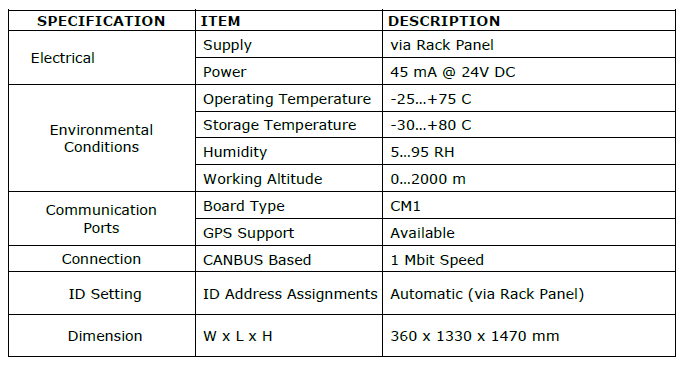 SPECIFICATION ITEM DESCRIPTION
Electrical Supply via Rack Panel
Power 45 mA @ 24V DC
Environmental Conditions Operating Temperature -25…+75 C
Storage Temperature -30…+80 C
Humidity 5…95 RH
Working Altitude 0…2000 m
Communication Ports Board Type CM1
GPS Support Available
Connection CANBUS Based 1 Mbit Speed
ID Setting ID Address Assignments Automatic (via Rack Panel)
Dimension W x L x H 360 x 1330 x 1470 mm